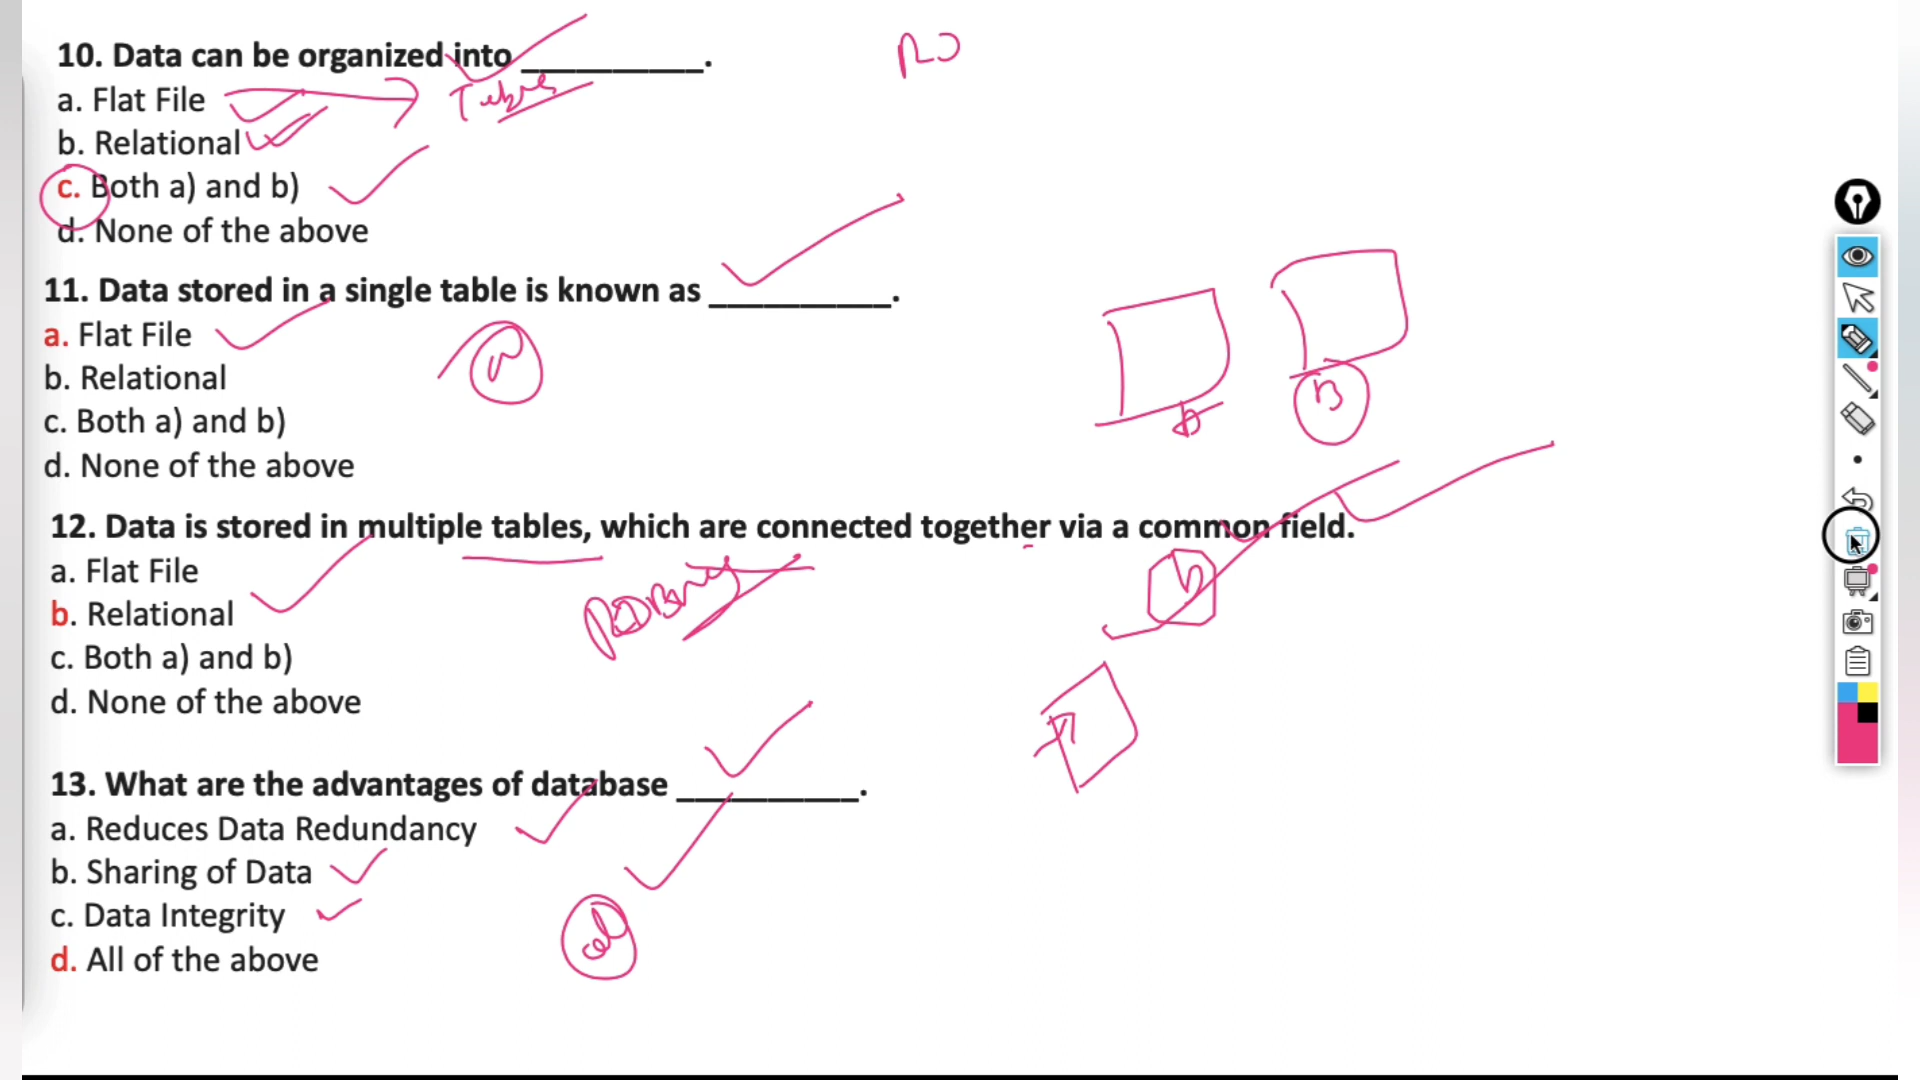 10. Data can be organized into ___________.
a. Flat File
b. Relational
c. Both a) and b)
d. None of the above
11. Data stored in a single table is known as ___________.
a. Flat File
b. Relational
c. Both a) and b)
d. None of the above
12. Data is stored in multiple tables, which are connected together via a common field.
a. Flat File
b. Relational
c. Both a) and b)
d. None of the above
13. What are the advantages of database ___________.
a. Reduces Data Redundancy
b. Sharing of Data
c. Data Integrity
d. All of the above